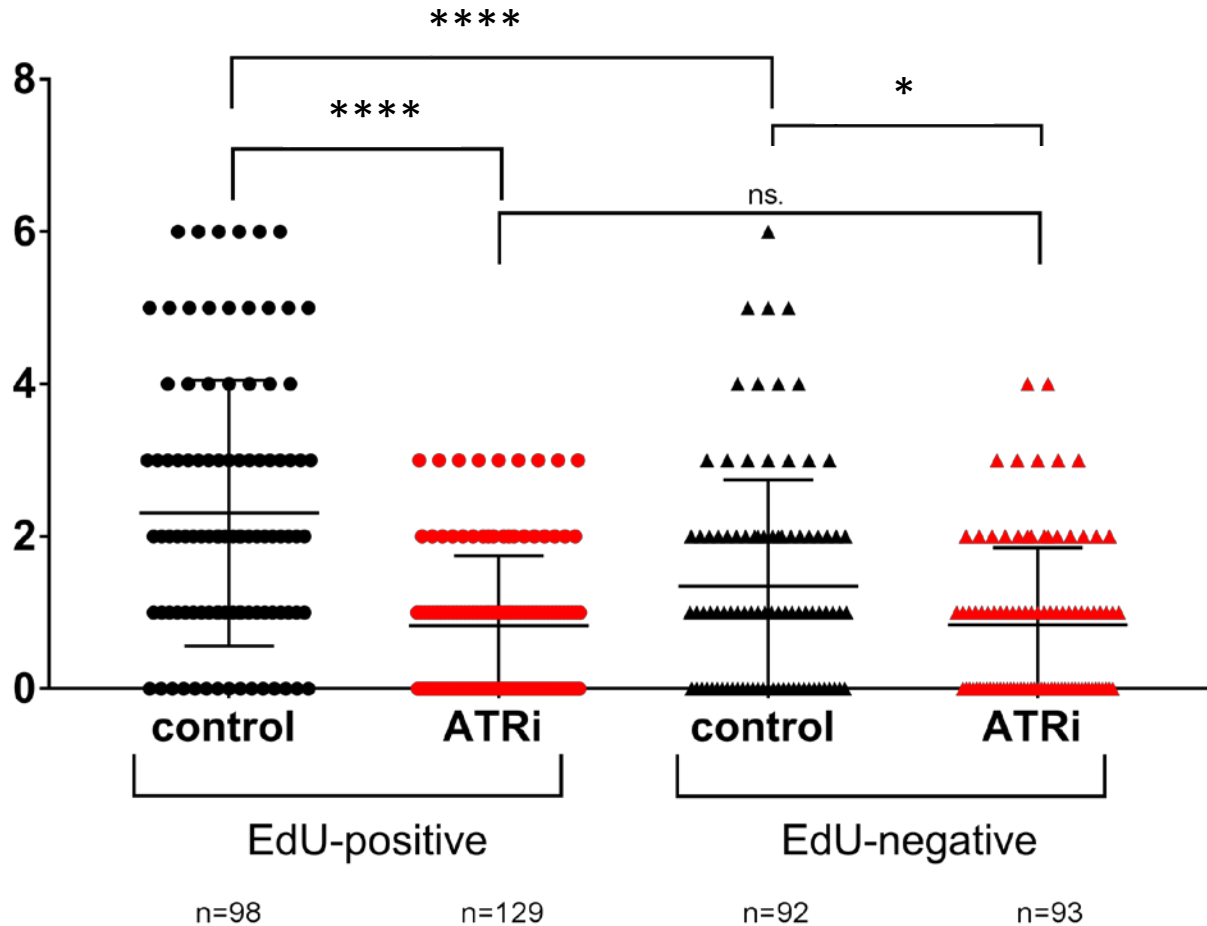 ****
8
*
****
ns.
6
4
2
0
control ATRi control ATRi
EdU-positive EdU-negative
n=98 n=129 n=92 n=93